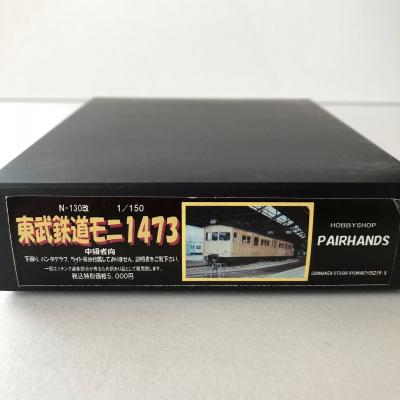 N-130改 1/150
東武鉄道モニ1473
中級者向
下回り、パンタグラフ、ライト等は付属しておりません。説明書をご覧下さい。
税込特別価格5,000円
HOBBYSHOP
PAIRHANDS